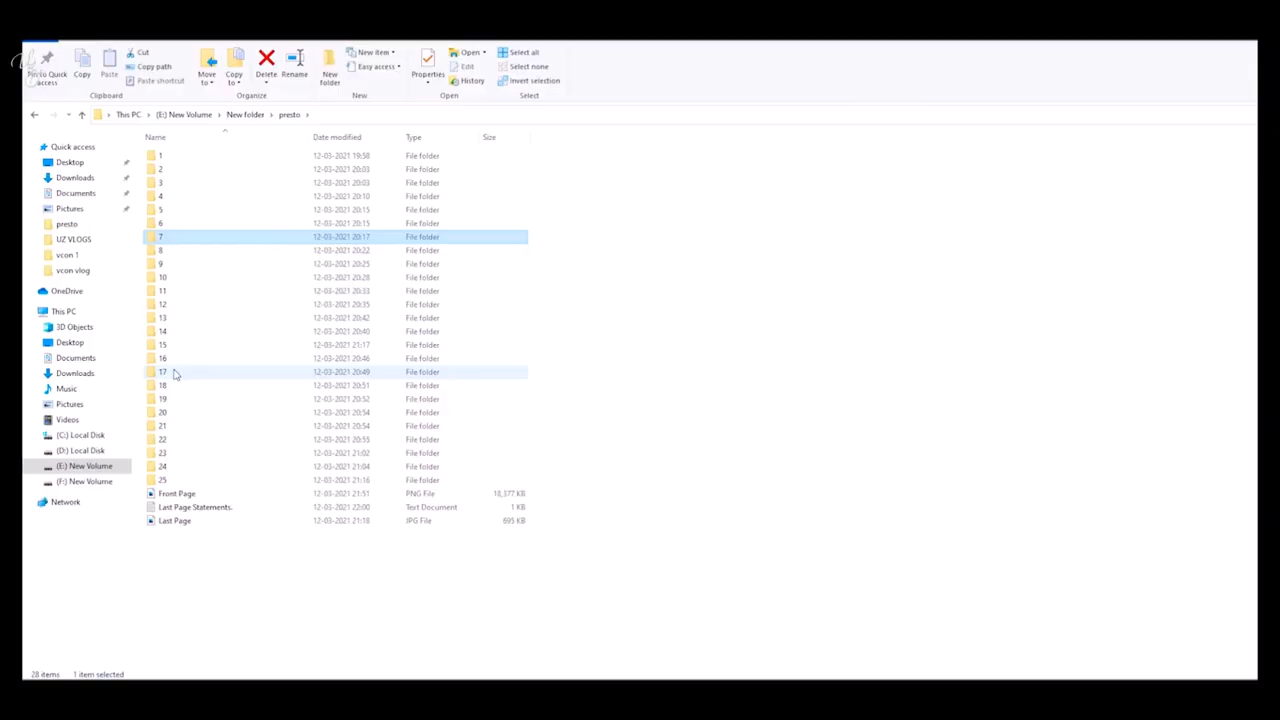 Cut
Copy path
Paste shortcut
Pin to Quick access
Copy
Paste
Clipboard
Move to
Copy to
Delete
Rename
Organize
New folder
New item
Easy access
New
Properties
Open
Edit
History
Open
Select all
Select none
Invert selection
Select
This PC > (E:) New Volume > New folder > presto >
Name Date modified Type Size
Quick access
Desktop
Downloads
Documents
Pictures
presto
UZ VLOGS
vcon 1
vcon vlog
OneDrive
This PC
3D Objects
Desktop
Documents
Downloads
Music
Pictures
Videos
(C:) Local Disk
(D:) Local Disk
(E:) New Volume
(F:) New Volume
Network
1 12-03-2021 19:58 File folder
2 12-03-2021 20:03 File folder
3 12-03-2021 20:03 File folder
4 12-03-2021 20:10 File folder
5 12-03-2021 20:15 File folder
6 12-03-2021 20:15 File folder
7 12-03-2021 20:17 File folder
8 12-03-2021 20:22 File folder
9 12-03-2021 20:25 File folder
10 12-03-2021 20:28 File folder
11 12-03-2021 20:33 File folder
12 12-03-2021 20:35 File folder
13 12-03-2021 20:42 File folder
14 12-03-2021 20:40 File folder
15 12-03-2021 21:17 File folder
16 12-03-2021 20:46 File folder
17 12-03-2021 20:49 File folder
18 12-03-2021 20:51 File folder
19 12-03-2021 20:52 File folder
20 12-03-2021 20:54 File folder
21 12-03-2021 20:54 File folder
22 12-03-2021 20:55 File folder
23 12-03-2021 21:02 File folder
24 12-03-2021 21:04 File folder
25 12-03-2021 21:16 File folder
Front Page 12-03-2021 21:51 PNG File 18,377 KB
Last Page Statements. 12-03-2021 22:00 Text Document 1 KB
Last Page 12-03-2021 21:18 JPG File 695 KB
28 items 1 item selected